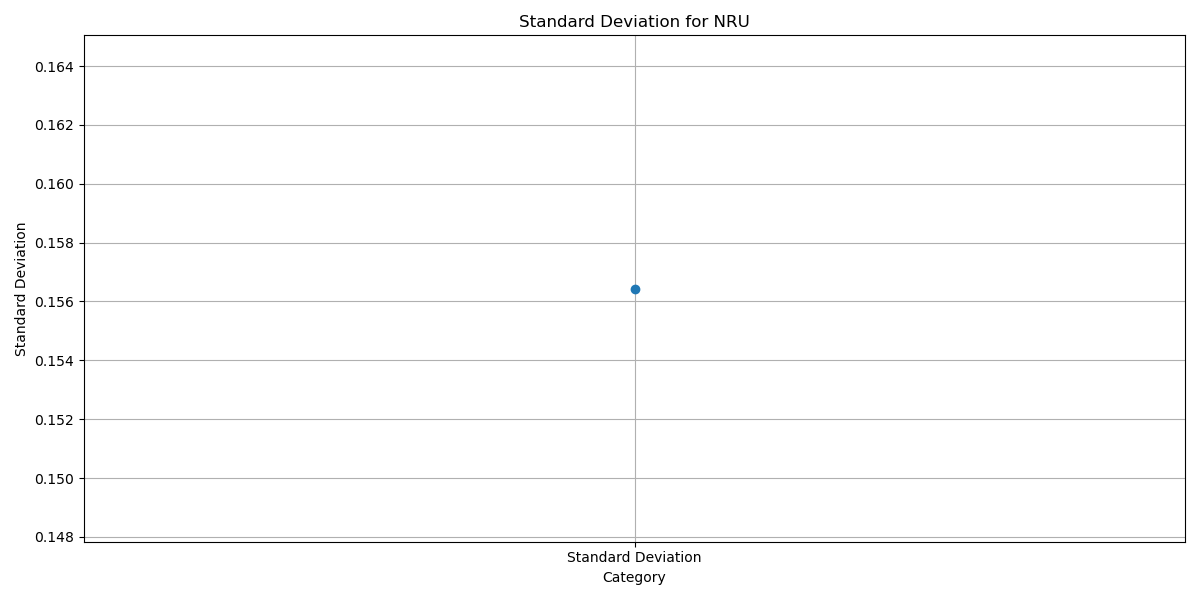 Standard Deviation for NRU
Standard Deviation
0.164
0.162
0.160
0.158
0.156
0.154
0.152
0.150
0.148
Standard Deviation
Category